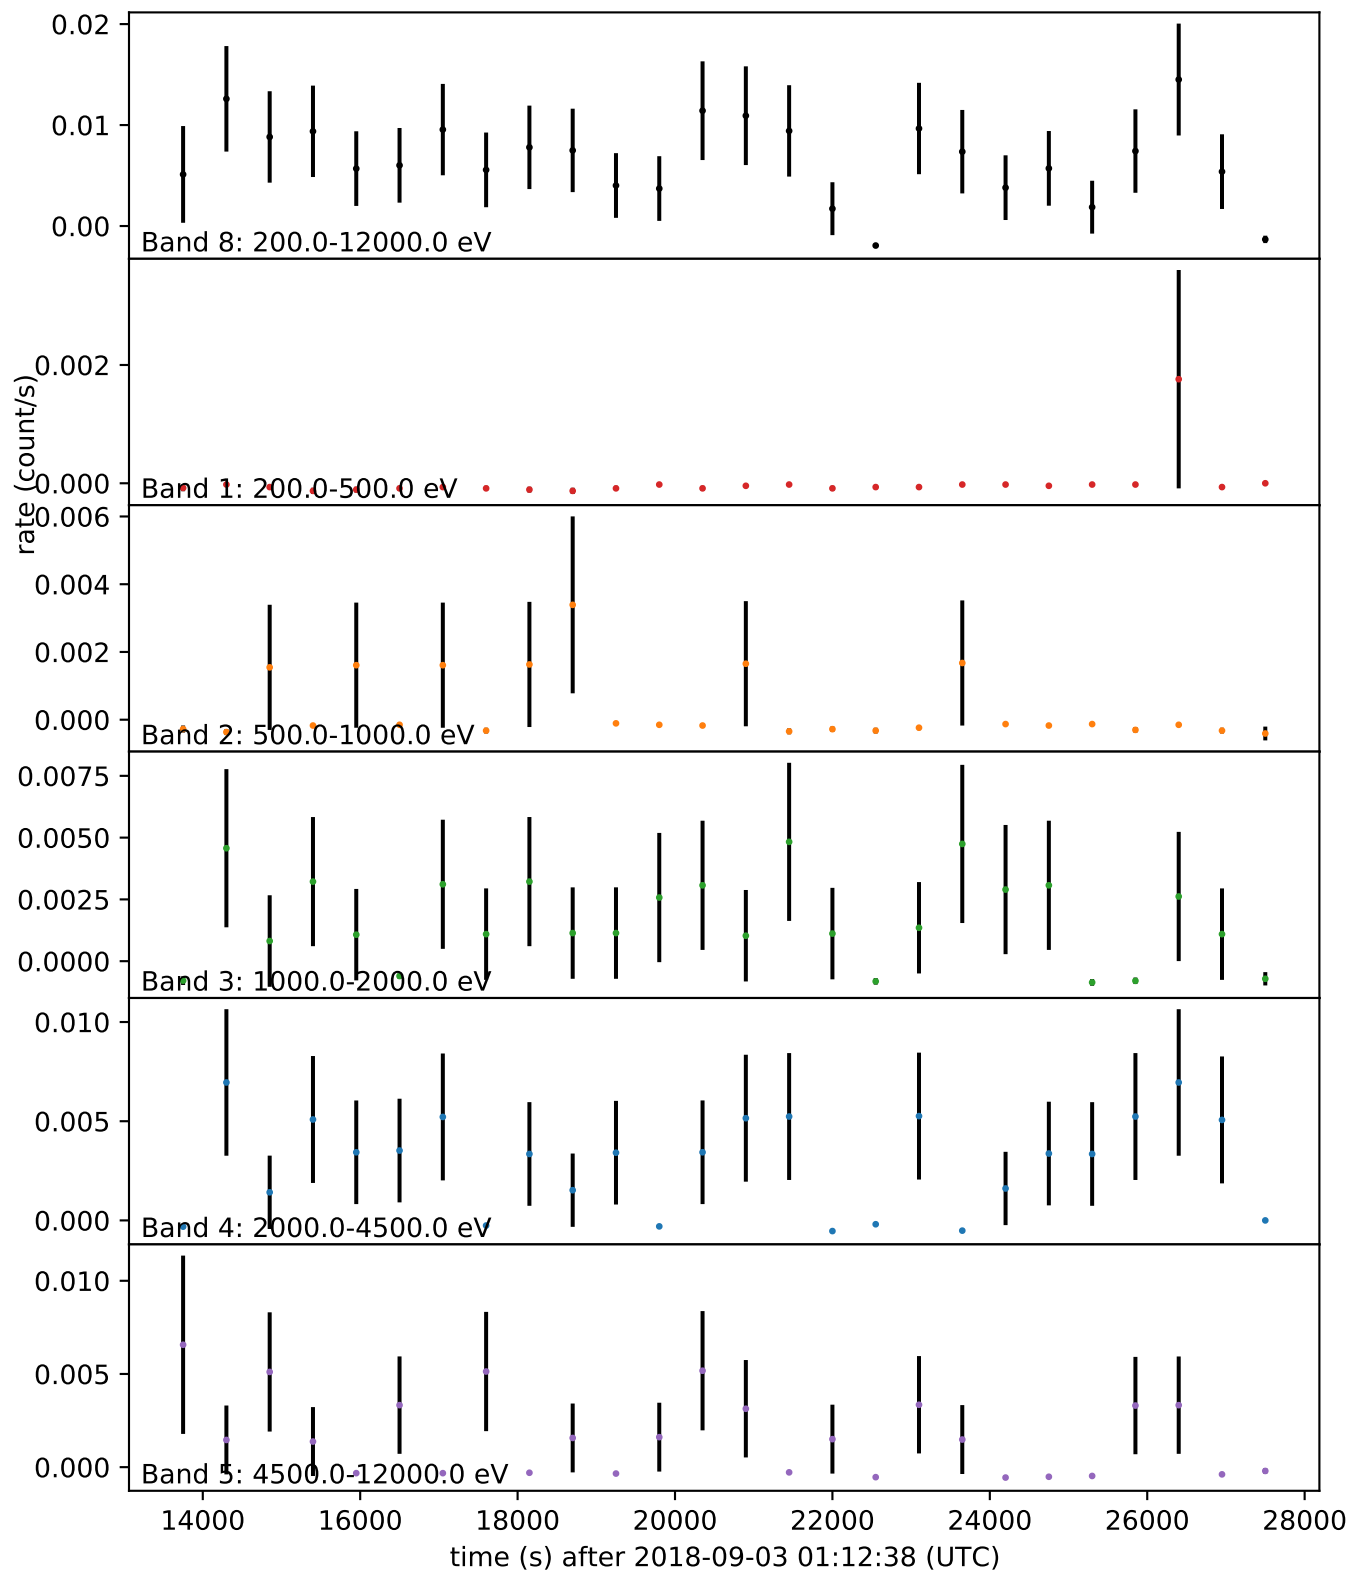 0.02
0.01
0.00
Band 8: 200.0-12000.0 eV
0.002
0.000
Band 1: 200.0-500.0 eV
rate (count/s)
0.006
0.004
0.002
0.000
Band 2: 500.0-1000.0 eV
0.0075
0.0050
0.0025
0.0000
Band 3: 1000.0-2000.0 eV
0.010
0.005
0.000
Band 4: 2000.0-4500.0 eV
0.010
0.005
0.000
Band 5: 4500.0-12000.0 eV
14000 16000 18000 20000 22000 24000 26000 28000
time (s) after 2018-09-03 01:12:38 (UTC)